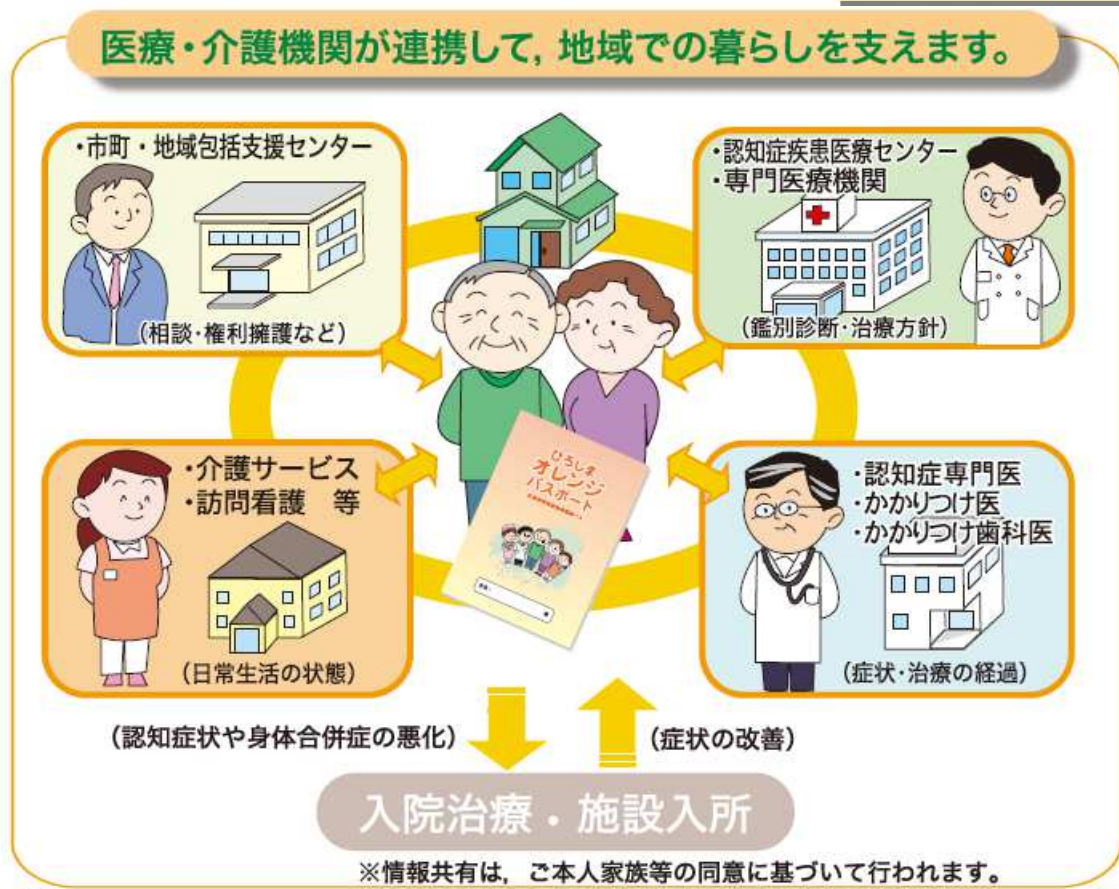 医療・介護機関が連携して, 地域での暮らしを支えます。
・市町・地域包括支援センター
(相談・権利擁護など)
・認知症疾患医療センター
・専門医療機関
(鑑別診断・治療方針)
・介護サービス
・訪問看護　等
(日常生活の状態)
ひろしま
オレンジ
パスポート
・認知症専門医
・かかりつけ医
・かかりつけ歯科医
(症状・治療の経過)
(認知症状や身体合併症の悪化)
(症状の改善)
入院治療・施設入所
※情報共有は, ご本人家族等の同意に基づいて行われます。